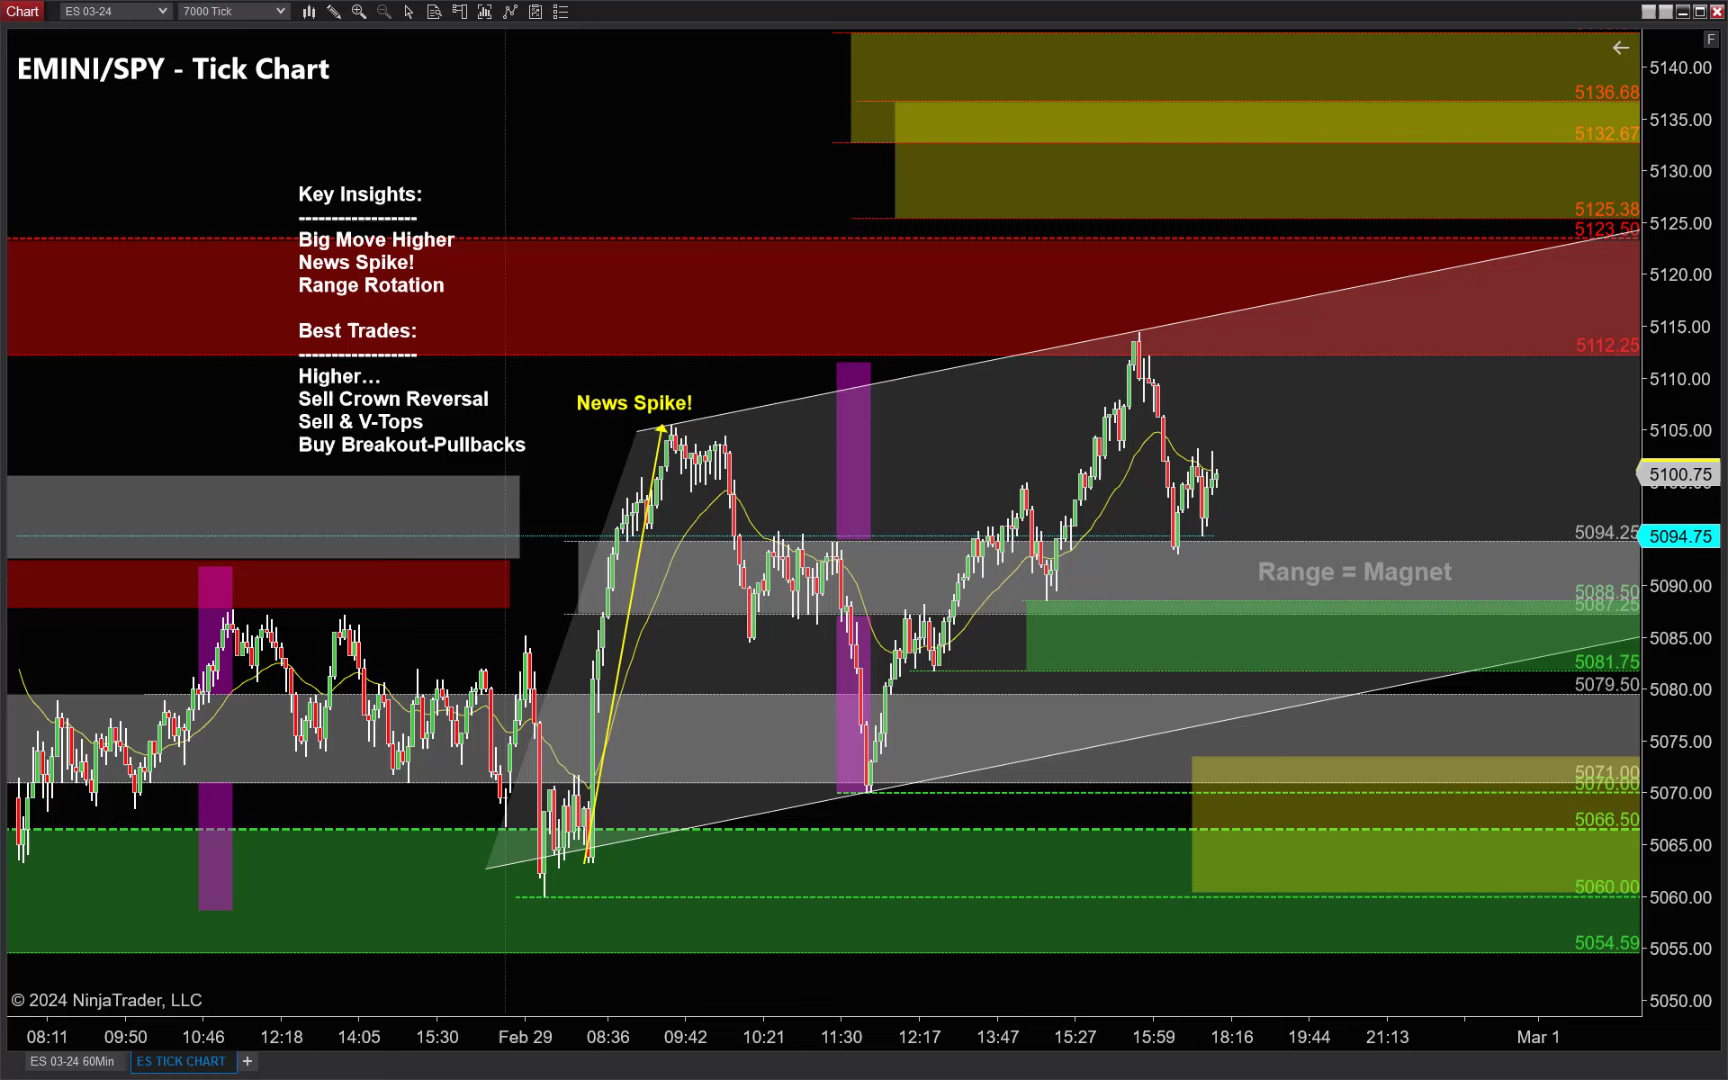 Chart
ES 03-24
7000 Tick
F
EMINI/SPY - Tick Chart
Key Insights:
------------------
Big Move Higher
News Spike!
Range Rotation
Best Trades:
------------------
Higher...
Sell Crown Reversal
Sell & V-Tops
Buy Breakout-Pullbacks
News Spike!
Range = Magnet
5136.68
5132.67
5125.38
5123.50
5112.25
5094.25
5088.50
5087.25
5081.75
5079.50
5071.00
5070.00
5066.50
5060.00
5054.59
5140.00
5135.00
5130.00
5125.00
5120.00
5115.00
5110.00
5105.00
5100.75
5094.75
5090.00
5085.00
5080.00
5075.00
5070.00
5065.00
5060.00
5055.00
5050.00
© 2024 NinjaTrader, LLC
08:11 09:50 10:46 12:18 14:05 15:30 Feb 29 08:36 09:42 10:21 11:30 12:17 13:47 15:27 15:59 18:16 19:44 21:13 Mar 1
ES 03-24 60Min ES TICK CHART +